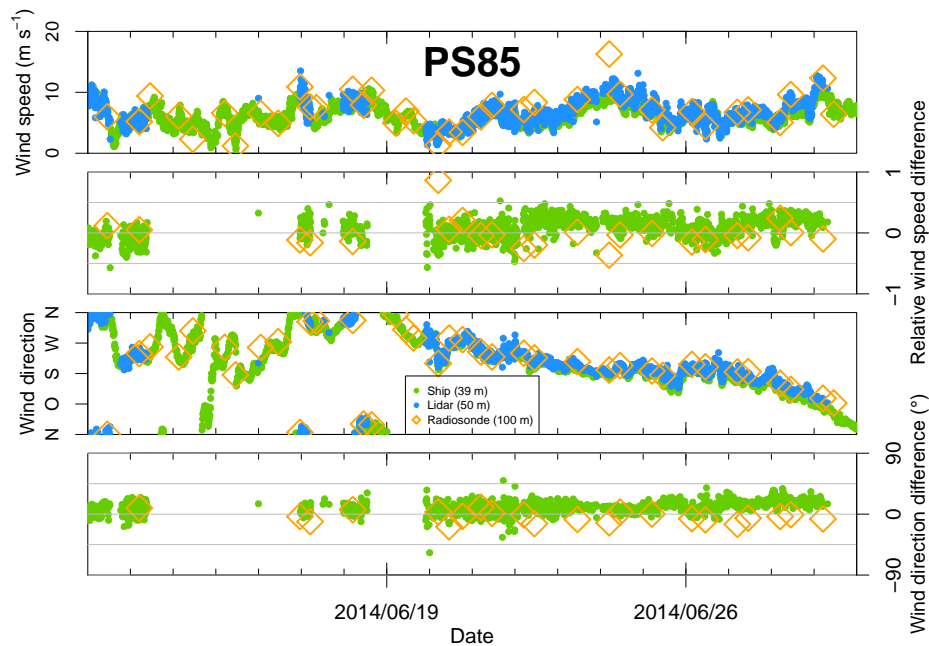 PS85
Wind speed (m s⁻¹)
20
10
0
Relative wind speed difference
1
0
−1
Wind direction
N
W
S
O
N
Ship (39 m)
Lidar (50 m)
Radiosonde (100 m)
Wind direction difference (°)
90
0
−90
2014/06/19
2014/06/26
Date